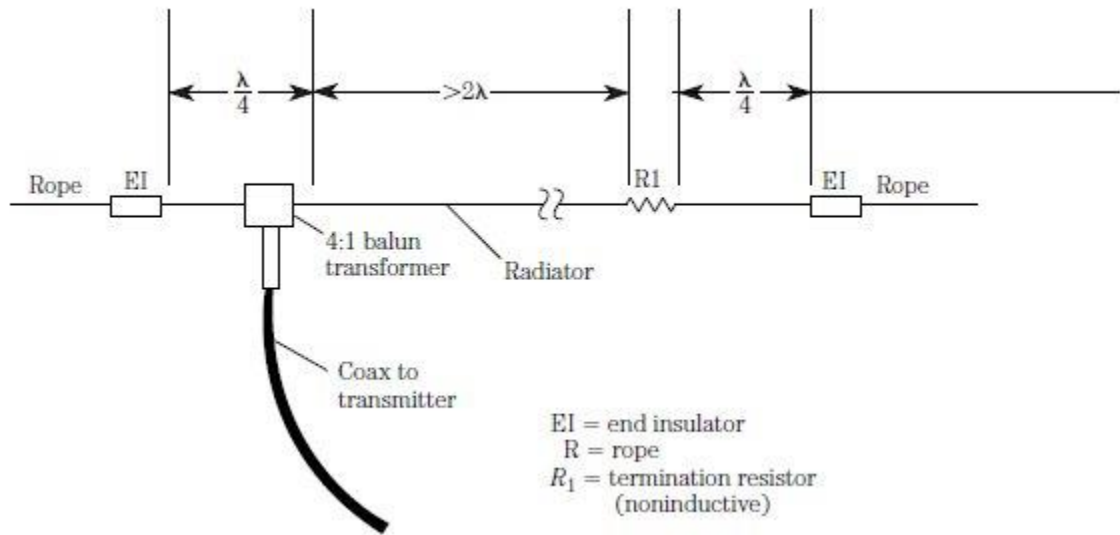 λ/4
>2λ
λ/4
Rope
EI
R1
EI
Rope
4:1 balun
transformer
Radiator
Coax to
transmitter
EI = end insulator
R = rope
R₁ = termination resistor
(noninductive)